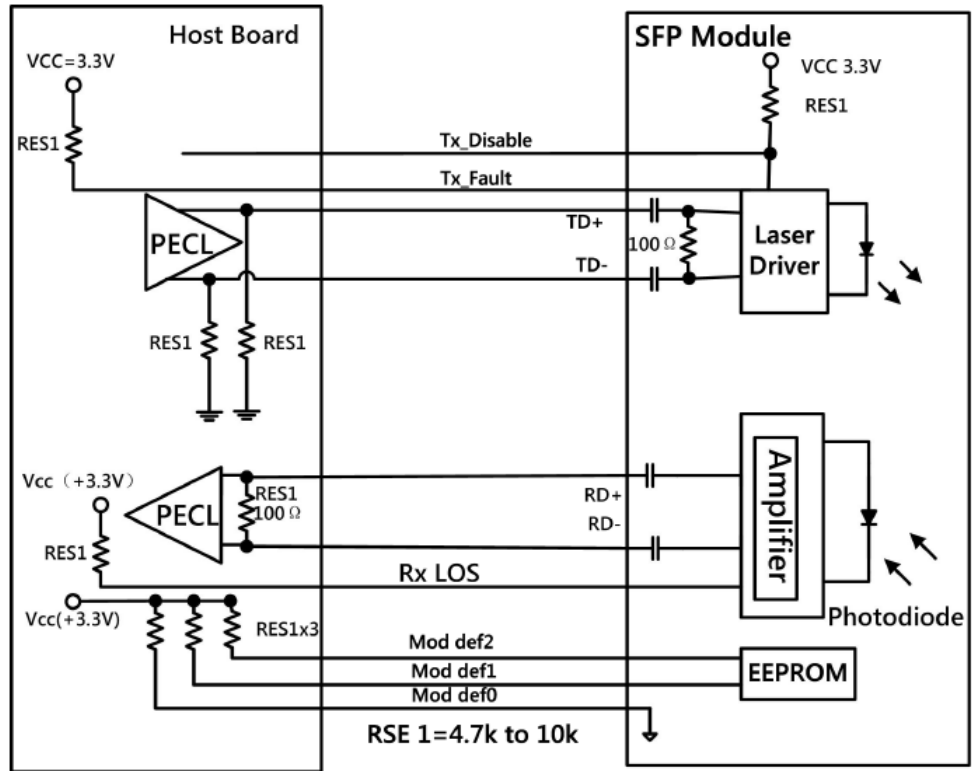 Host Board
SFP Module
VCC=3.3V
VCC 3.3V
RES1
RES1
Tx_Disable
Tx_Fault
PECL
TD+
100Ω
TD-
Laser
Driver
RES1
RES1
Vcc（+3.3V）
PECL
RES1
100Ω
RD+
RD-
Amplifier
RES1
Rx LOS
Vcc(+3.3V)
RES1x3
Photodiode
Mod def2
Mod def1
Mod def0
EEPROM
RSE 1=4.7k to 10k